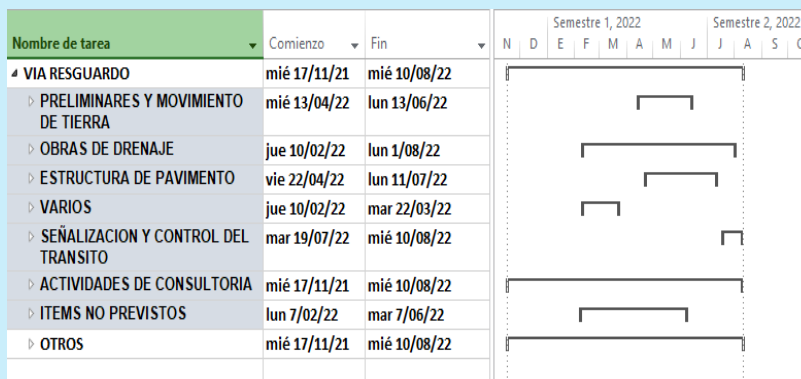 Semestre 1, 2022 Semestre 2, 2022
Nombre de tarea Comienzo Fin N D E F M A M J J A S
VIA RESGUARDO mié 17/11/21 mié 10/08/22
PRELIMINARES Y MOVIMIENTO DE TIERRA mié 13/04/22 lun 13/06/22
OBRAS DE DRENAJE jue 10/02/22 lun 1/08/22
ESTRUCTURA DE PAVIMENTO vie 22/04/22 lun 11/07/22
VARIOS jue 10/02/22 mar 22/03/22
SEÑALIZACION Y CONTROL DEL TRANSITO mar 19/07/22 mié 10/08/22
ACTIVIDADES DE CONSULTORIA mié 17/11/21 mié 10/08/22
ITEMS NO PREVISTOS lun 7/02/22 mar 7/06/22
OTROS mié 17/11/21 mié 10/08/22